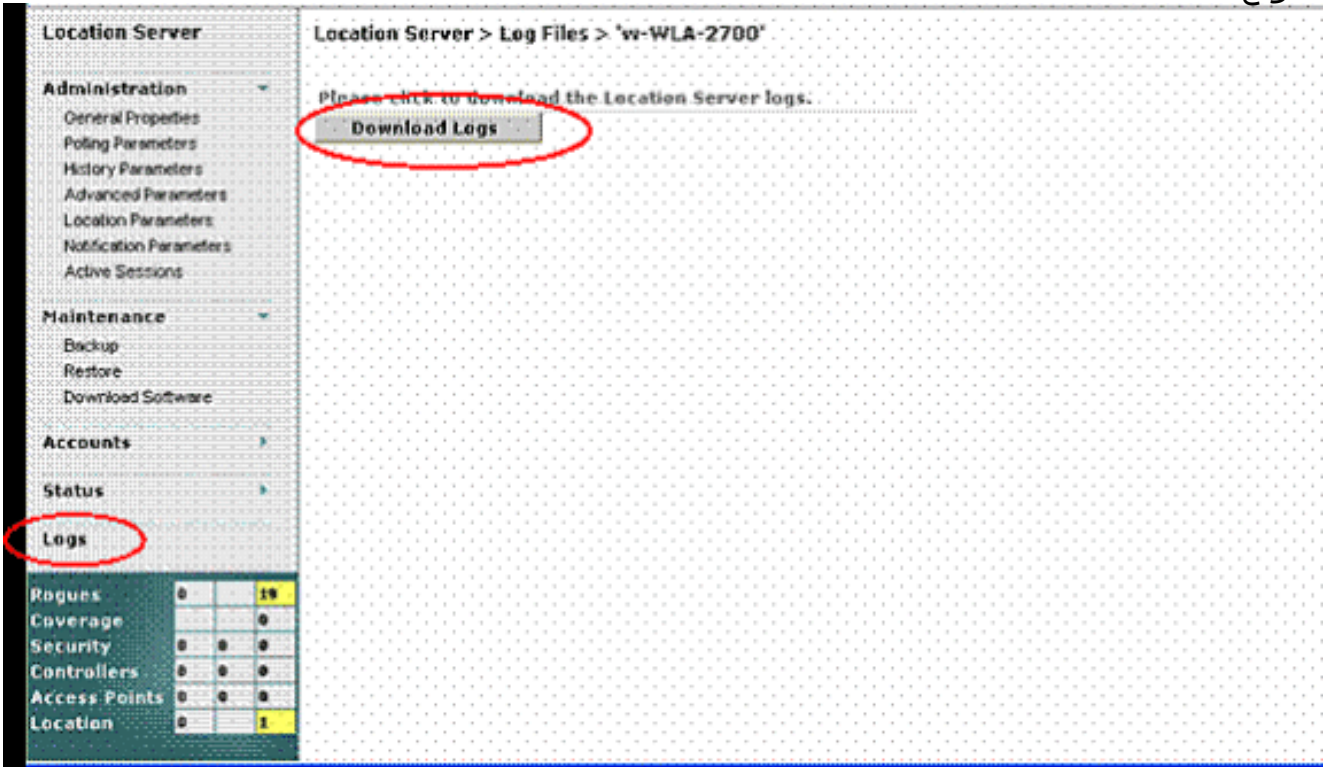 Location Server
Administration
General Properties
Polling Parameters
History Parameters
Advanced Parameters
Location Parameters
Notification Parameters
Active Sessions
Maintenance
Backup
Restore
Download Software
Accounts
Status
Logs
Rogues 0 19
Coverage 0
Security 0 0 0
Controllers 0 0 0
Access Points 0 0 0
Location 0 1
Location Server > Log Files > 'w-WLA-2700'
Please click to download the Location Server logs.
Download Logs